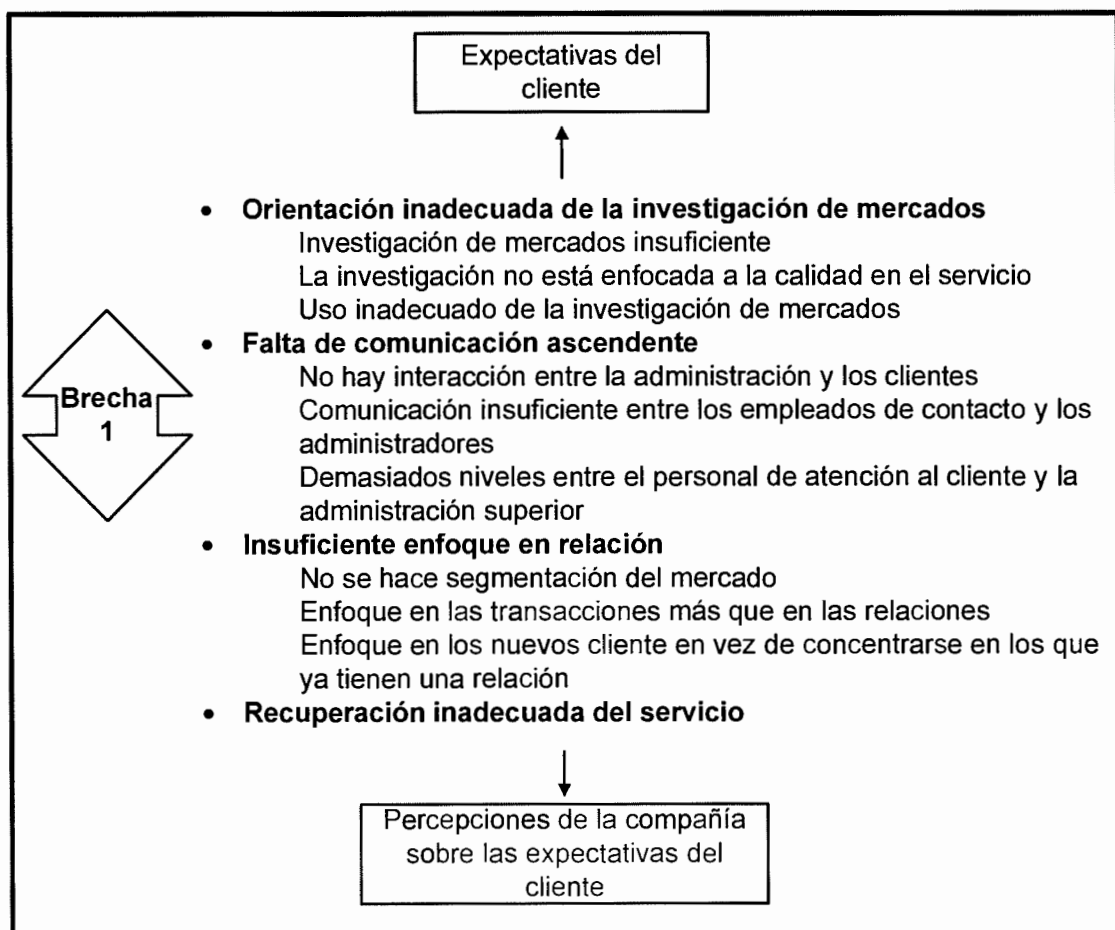 Expectativas del
cliente
• Orientación inadecuada de la investigación de mercados
Investigación de mercados insuficiente
La investigación no está enfocada a la calidad en el servicio
Uso inadecuado de la investigación de mercados
• Falta de comunicación ascendente
No hay interacción entre la administración y los clientes
Comunicación insuficiente entre los empleados de contacto y los
administradores
Demasiados niveles entre el personal de atención al cliente y la
administración superior
Brecha
1
• Insuficiente enfoque en relación
No se hace segmentación del mercado
Enfoque en las transacciones más que en las relaciones
Enfoque en los nuevos cliente en vez de concentrarse en los que
ya tienen una relación
• Recuperación inadecuada del servicio
Percepciones de la compañía
sobre las expectativas del
cliente